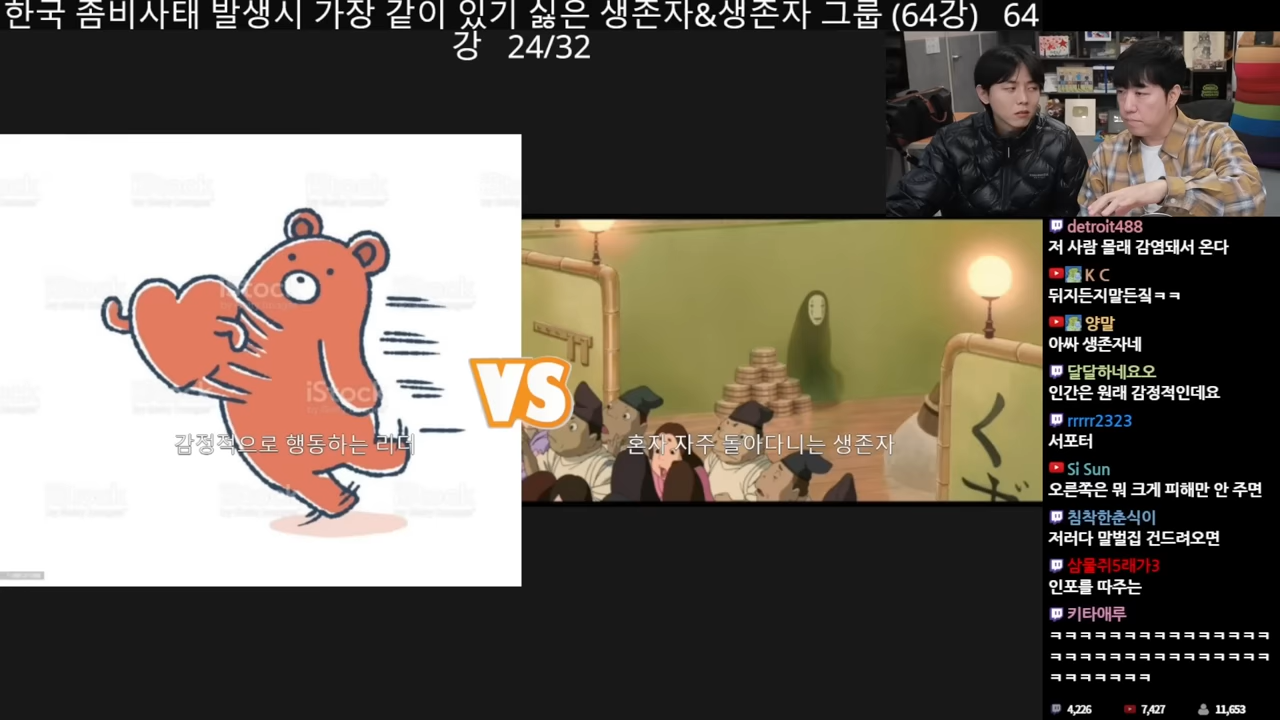 한국 좀비사태 발생시 가장 같이 있기 싫은 생존자&생존자 그룹 (64강) 64
강 24/32
iStock
iStock
VS
감정적으로 행동하는 리더
혼자 자주 돌아다니는 생존자
detroit488
저 사람 몰래 감염돼서 온다
K C
뒤지든지말든짘ㅋㅋ
양말
아싸 생존자네
달달하네요오
인간은 원래 감정적인데요
rrrrr2323
서포터
Si Sun
오른쪽은 뭐 크게 피해만 안 주면
침착한춘식이
저러다 말벌집 건드려오면
삼물쥐5래가3
인포를 따주는
키타애루
ㅋㅋㅋㅋㅋㅋㅋㅋㅋㅋㅋㅋㅋㅋㅋ
ㅋㅋㅋㅋㅋㅋㅋㅋㅋㅋㅋㅋㅋㅋㅋ
ㅋㅋㅋㅋㅋㅋㅋ
4,226 7,427 11,653